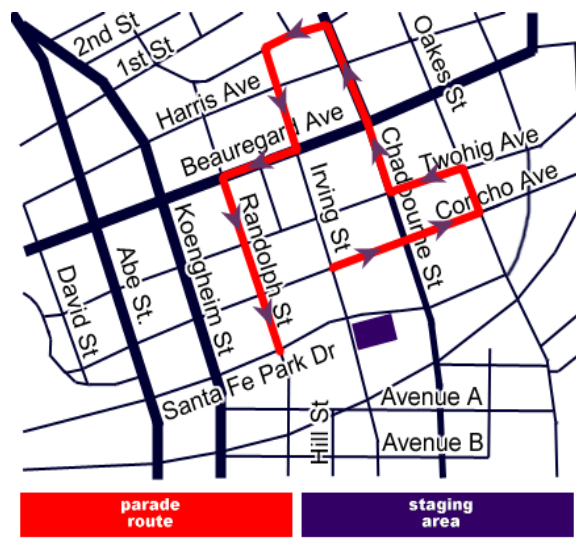 2nd St
1st St
Oakes St
Harris Ave
Beauregard Ave
Chadbourne St
Twohig Ave
Concho Ave
Irving St
Randolph St
Koengheim St
Abe St.
David St
Santa Fe Park Dr
Hill St
Avenue A
Avenue B
parade
route
staging
area